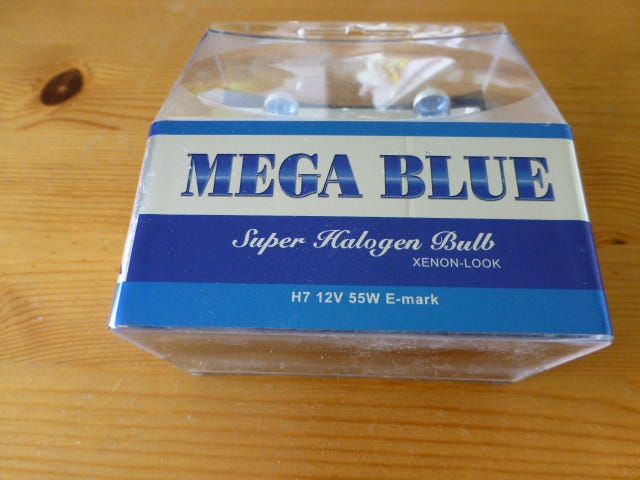 MEGA BLUE
Super Halogen Bulb
XENON-LOOK
H7 12V 55W E-mark